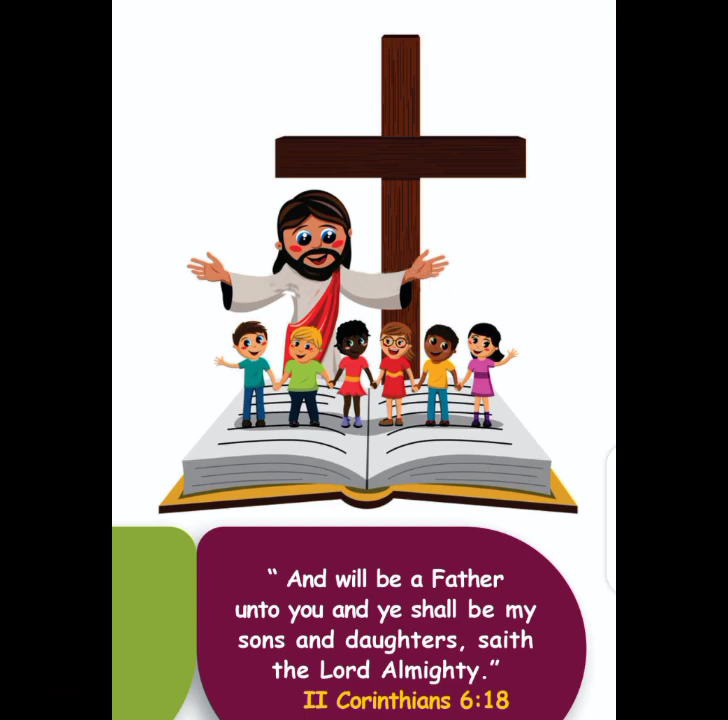 “ And will be a Father
unto you and ye shall be my
sons and daughters, saith
the Lord Almighty.”
II Corinthians 6:18